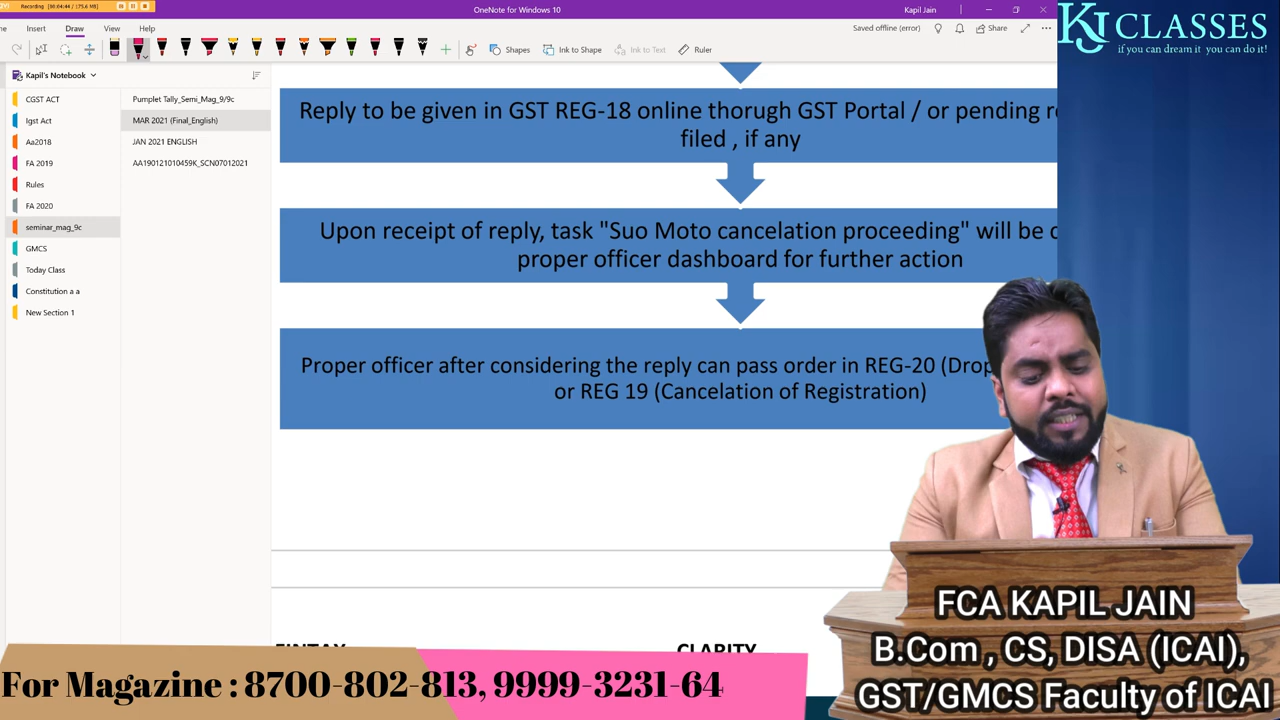 Recording [00:04:44 / (75.6 MB)]
OneNote for Windows 10
Kapil Jain
Insert
Draw
View
Help
Saved offline (error)
Share
Shapes
Ink to Shape
Ink to Text
Ruler
KJ CLASSES
if you can dream it you can do it!
Kapil's Notebook
CGST ACT
Igst Act
Aa2018
FA 2019
Rules
FA 2020
seminar_mag_9c
GMCS
Today Class
Constitution a a
New Section 1
Pumplet Tally_Semi_Mag_9/9c
MAR 2021 (Final_English)
JAN 2021 ENGLISH
AA190121010459K_SCN07012021
Reply to be given in GST REG-18 online thorugh GST Portal / or pending
filed , if any
Upon receipt of reply, task "Suo Moto cancelation proceeding" will be
proper officer dashboard for further action
Proper officer after considering the reply can pass order in REG-20
or REG 19 (Cancelation of Registration)
CLARITY
For Magazine : 8700-802-813, 9999-3231-64
FCA KAPIL JAIN
B.Com , CS, DISA (ICAI),
GST/GMCS Faculty of ICAI